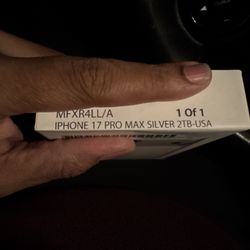 MFXR4LL/A 1 Of 1
IPHONE 17 PRO MAX SILVER 2TB-USA